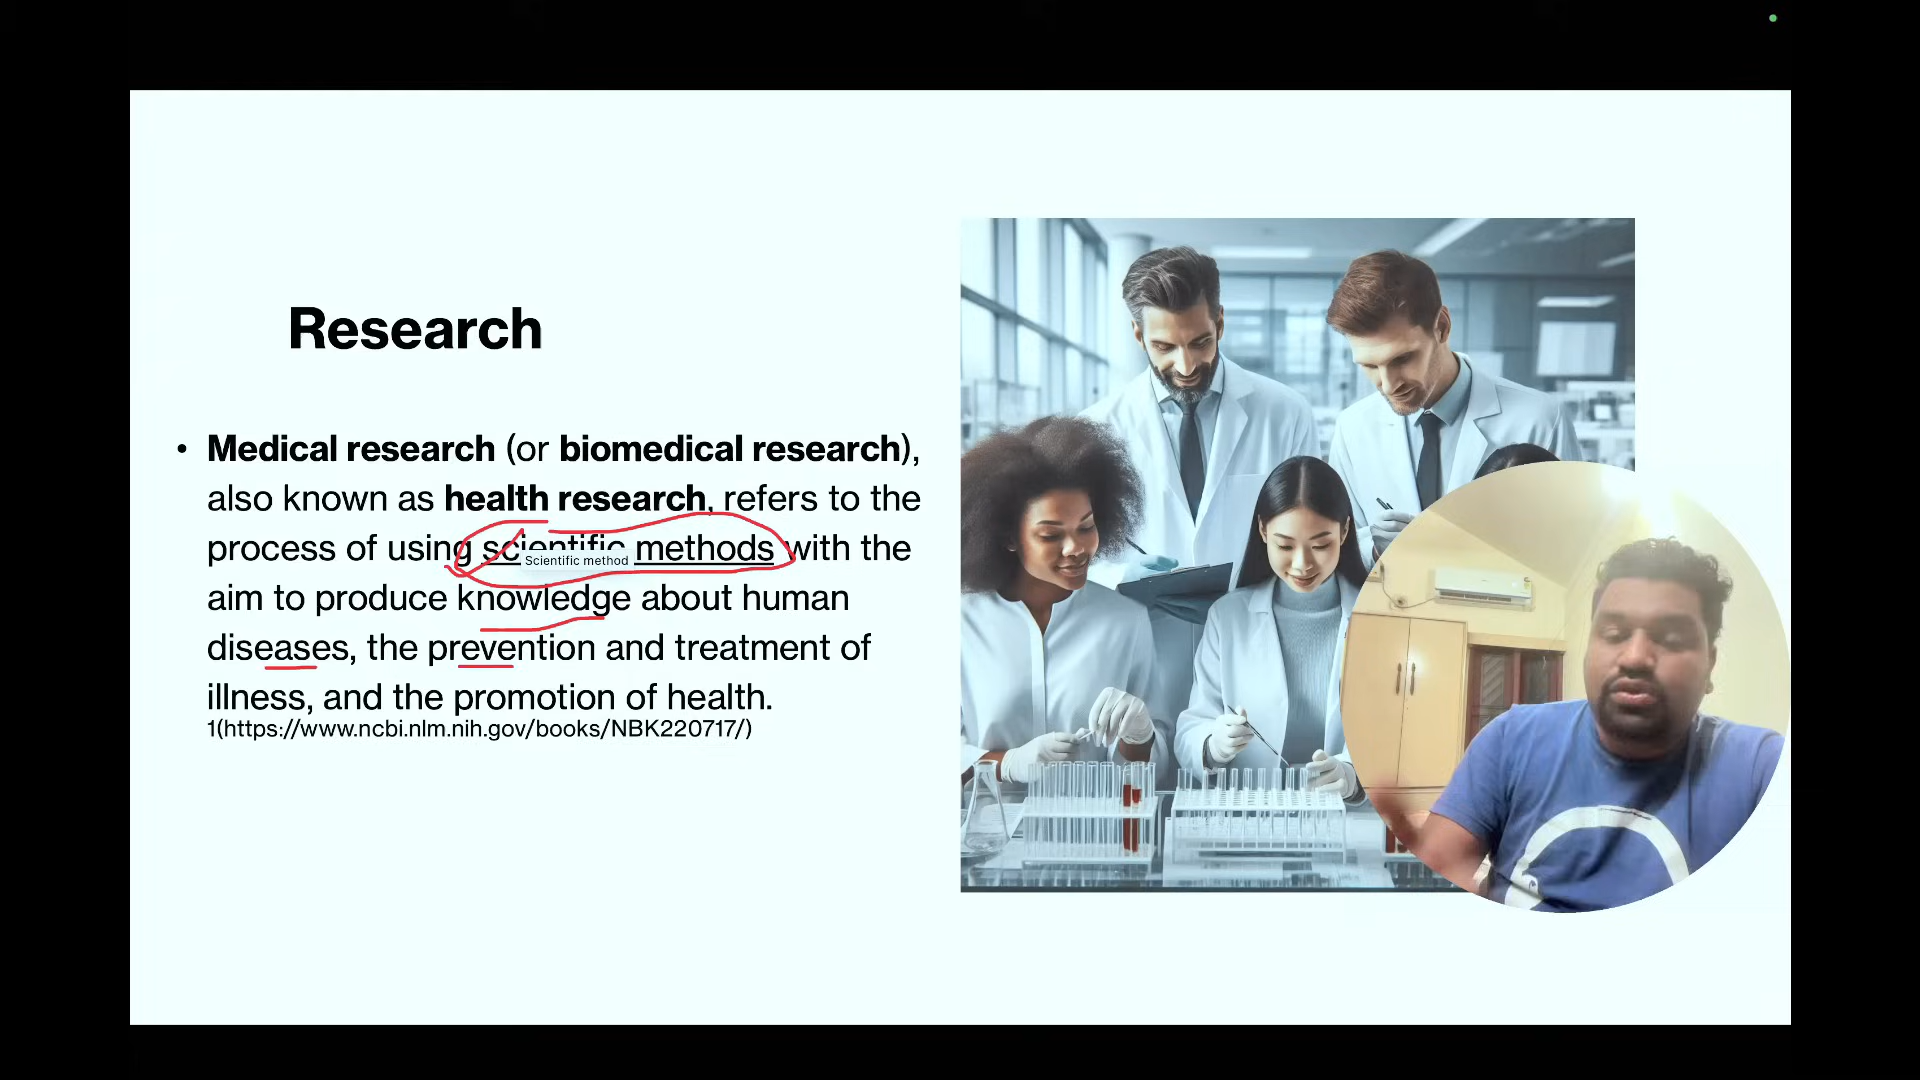 Research
• Medical research (or biomedical research),
also known as health research, refers to the
process of using scientific methods with the
Scientific method
aim to produce knowledge about human
diseases, the prevention and treatment of
illness, and the promotion of health.
1(https://www.ncbi.nlm.nih.gov/books/NBK220717/)